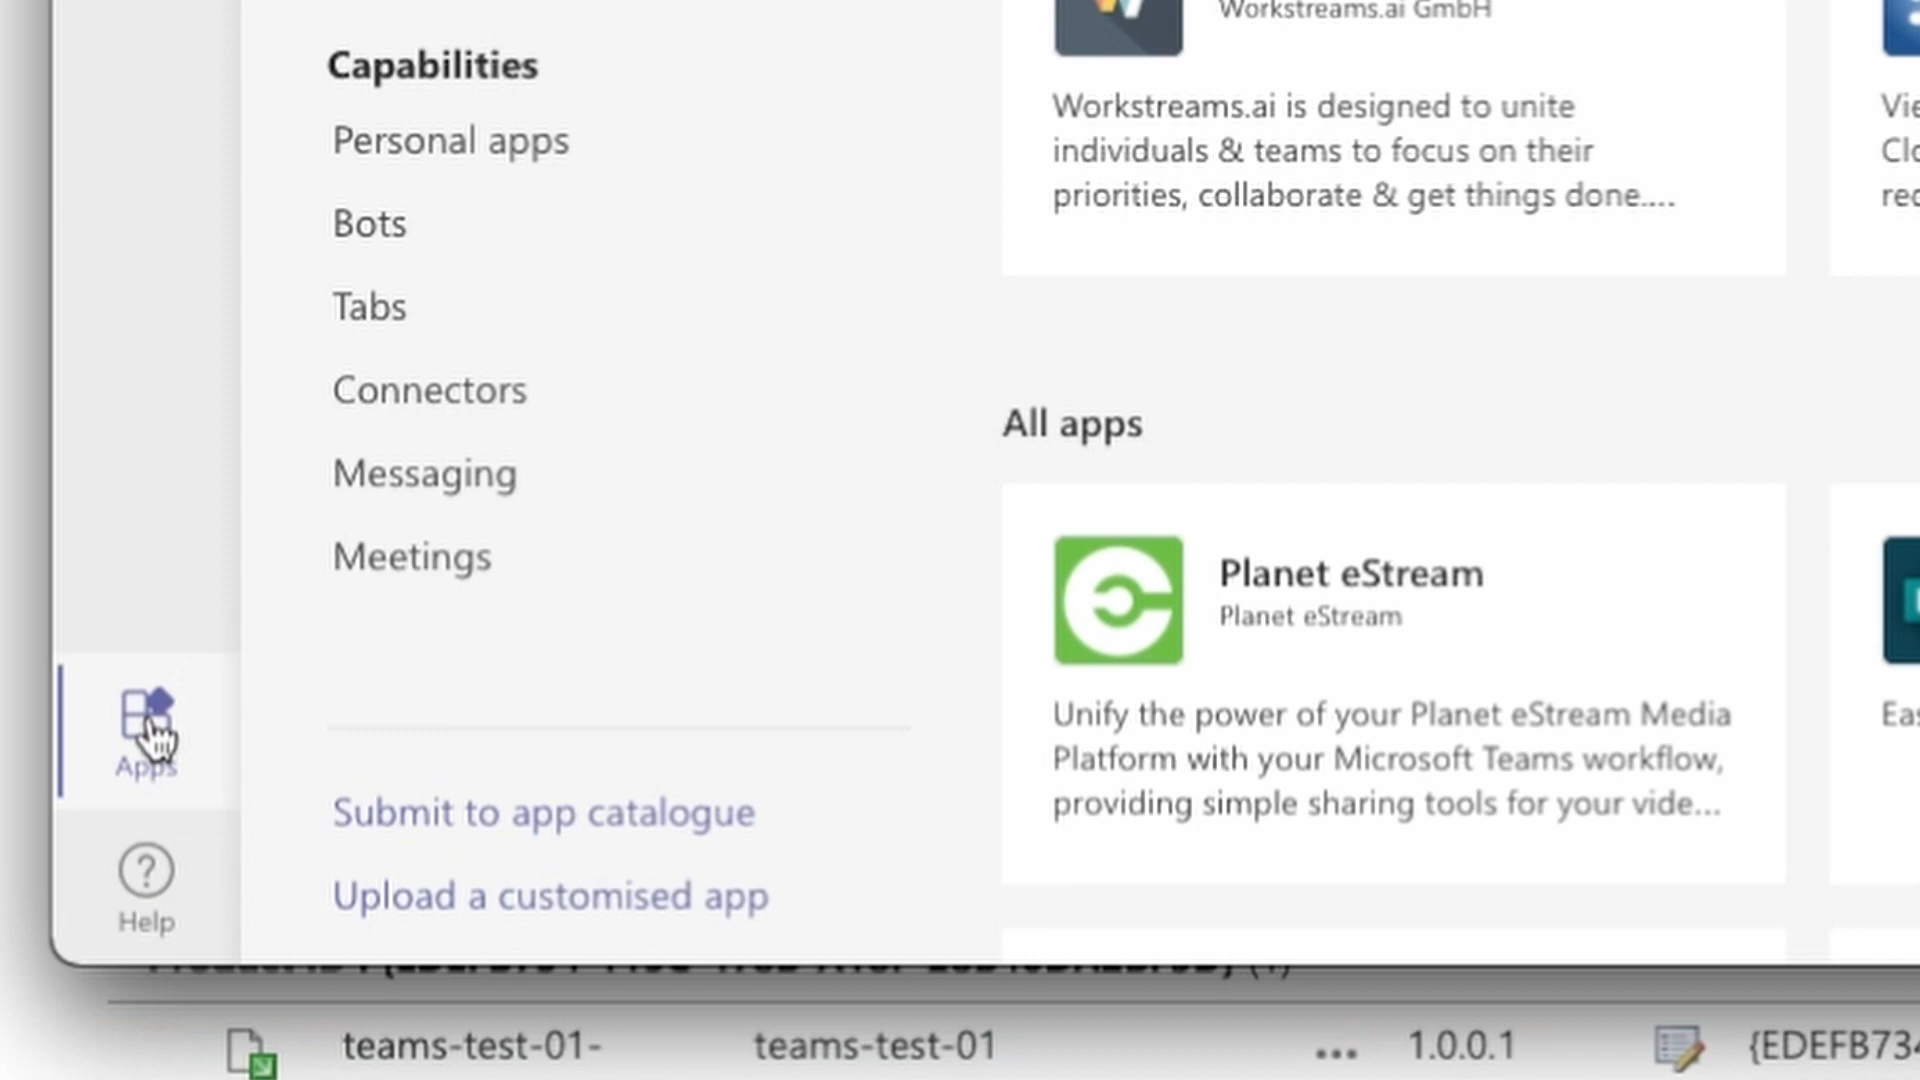 Workstreams.ai GmbH
Capabilities
Personal apps
Bots
Tabs
Connectors
Messaging
Meetings
Submit to app catalogue
Upload a customised app
Apps
Help
Workstreams.ai is designed to unite
individuals & teams to focus on their
priorities, collaborate & get things done....
All apps
Planet eStream
Planet eStream
Unify the power of your Planet eStream Media
Platform with your Microsoft Teams workflow,
providing simple sharing tools for your vide...
teams-test-01- teams-test-01 ... 1.0.0.1 {EDEFB734